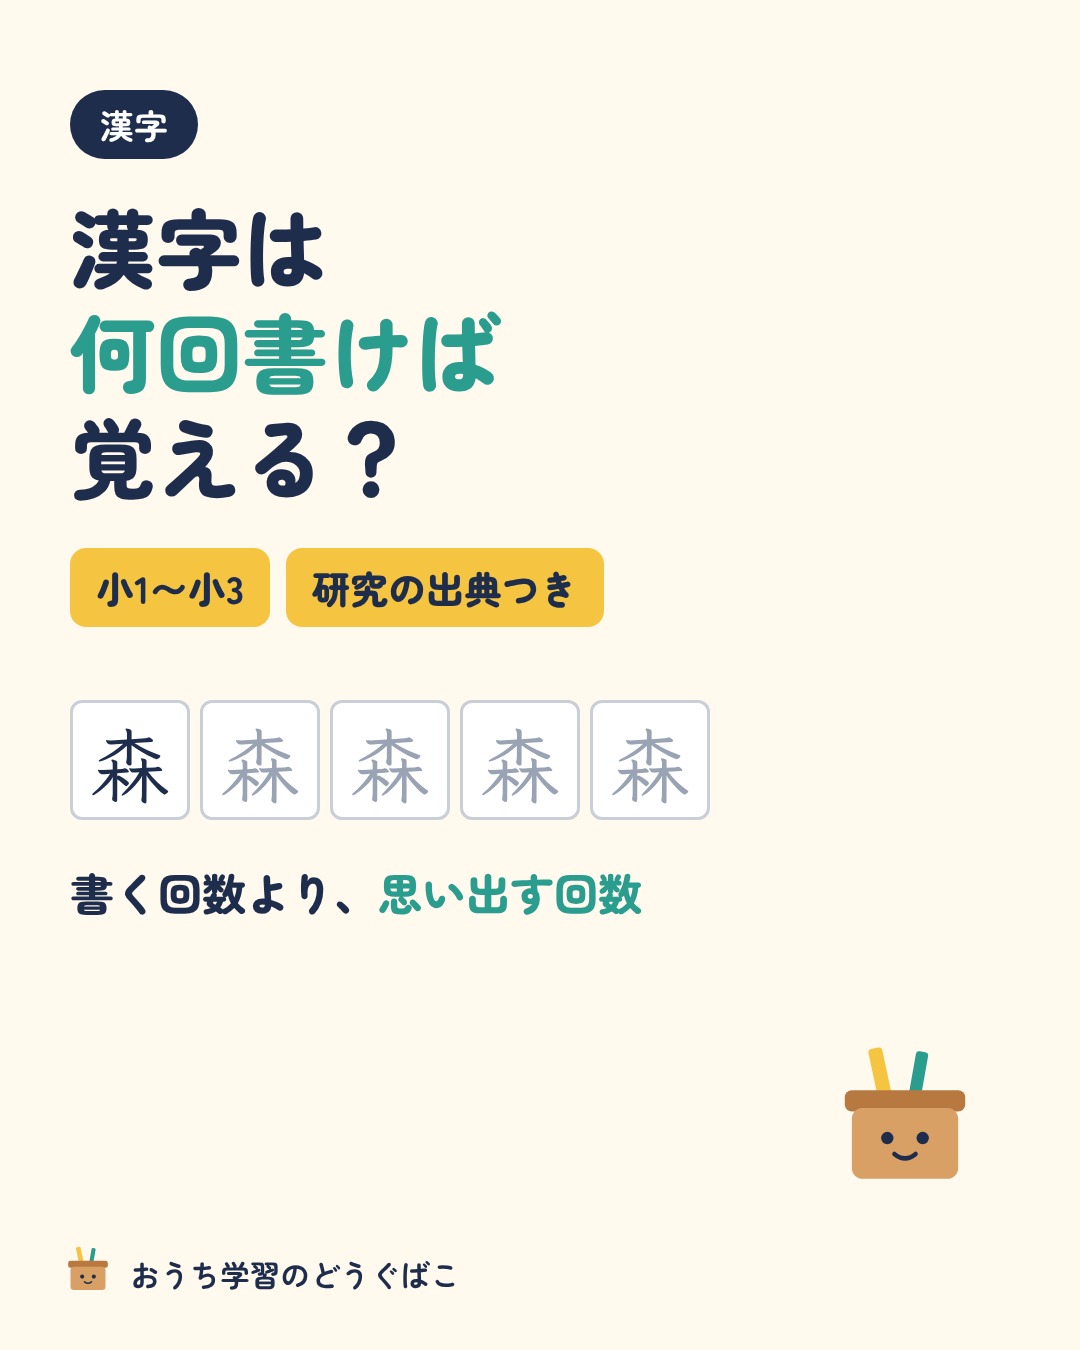 漢字
漢字は
何回書けば
覚える？
小1〜小3
研究の出典つき
森 森 森 森 森
書く回数より、思い出す回数
おうち学習のどうぐばこ